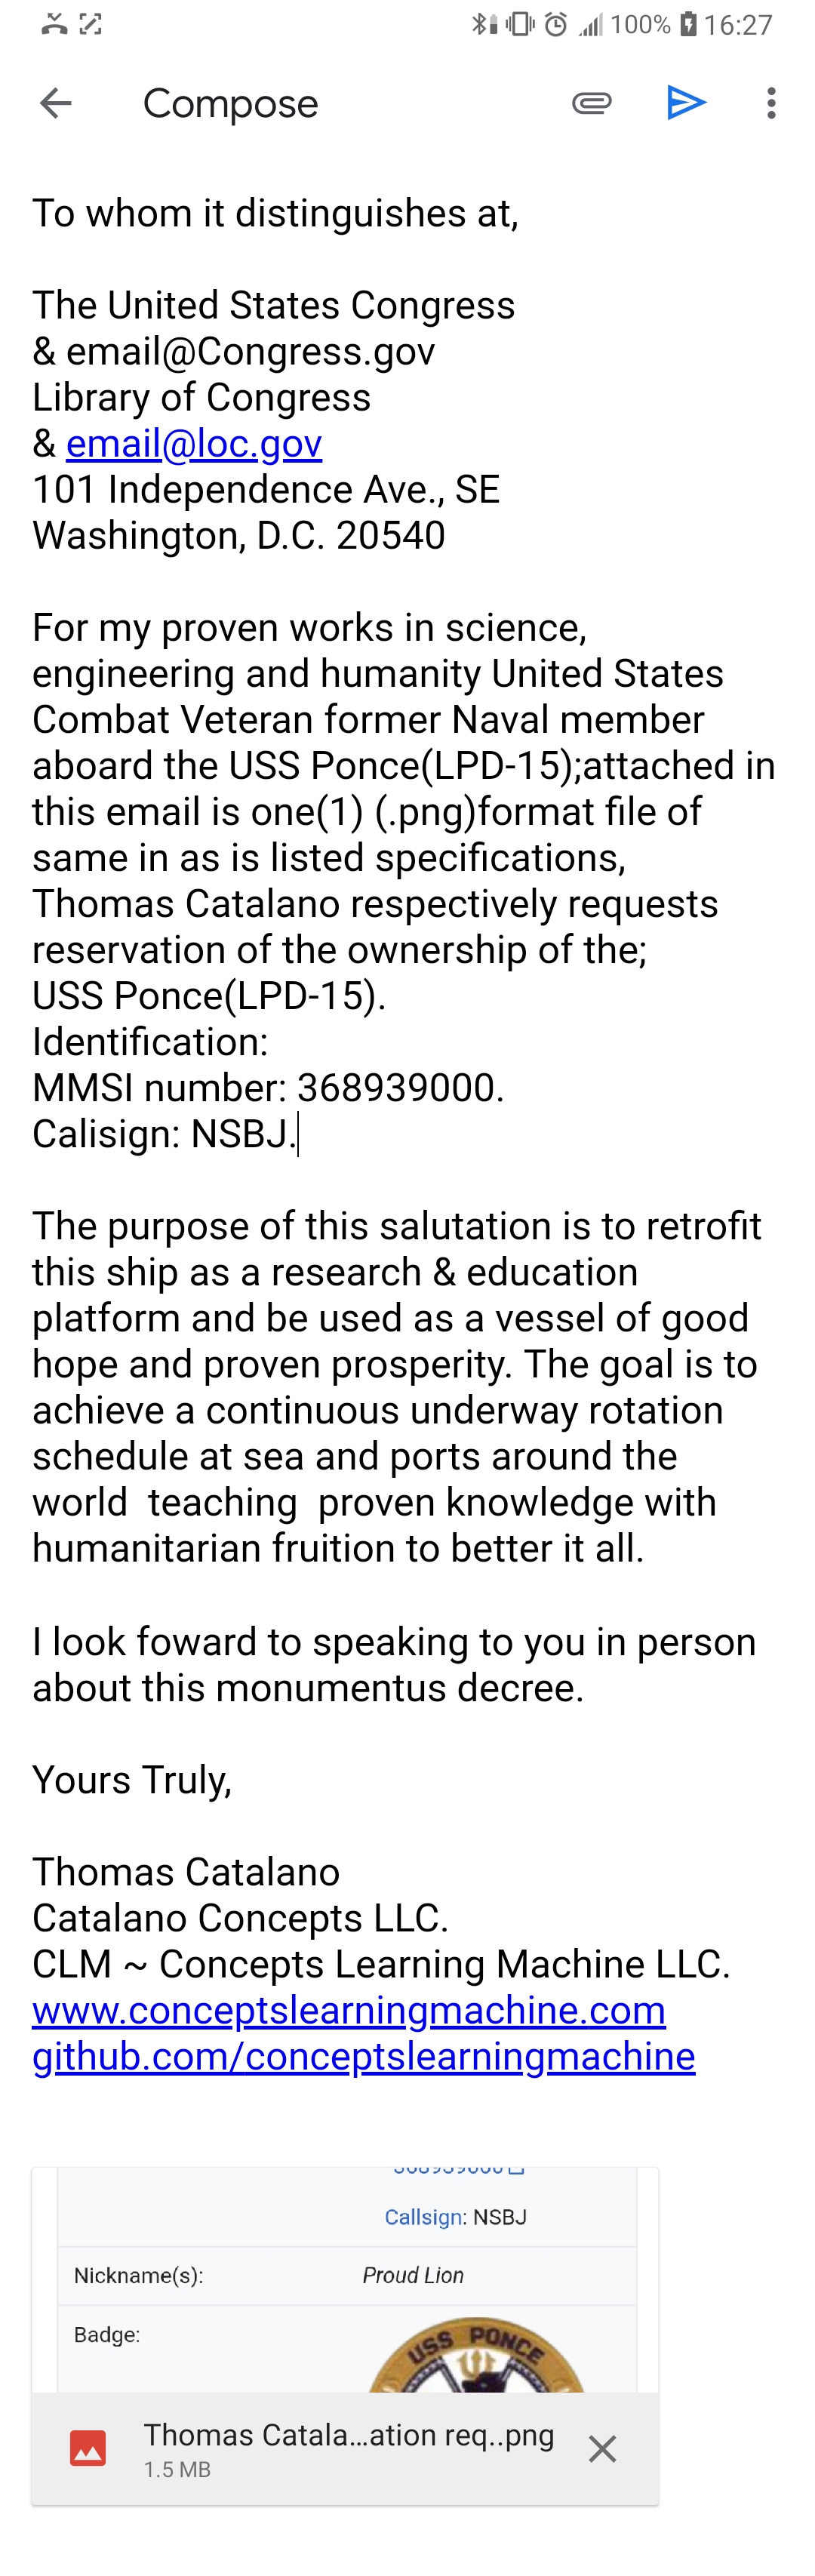 100% 16:27
Compose
To whom it distinguishes at,
The United States Congress
& email@Congress.gov
Library of Congress
& email@loc.gov
101 Independence Ave., SE
Washington, D.C. 20540
For my proven works in science,
engineering and humanity United States
Combat Veteran former Naval member
aboard the USS Ponce(LPD-15);attached in
this email is one(1) (.png)format file of
same in as is listed specifications,
Thomas Catalano respectively requests
reservation of the ownership of the;
USS Ponce(LPD-15).
Identification:
MMSI number: 368939000.
Calisign: NSBJ.
The purpose of this salutation is to retrofit
this ship as a research & education
platform and be used as a vessel of good
hope and proven prosperity. The goal is to
achieve a continuous underway rotation
schedule at sea and ports around the
world  teaching  proven knowledge with
humanitarian fruition to better it all.
I look foward to speaking to you in person
about this monumentus decree.
Yours Truly,
Thomas Catalano
Catalano Concepts LLC.
CLM ~ Concepts Learning Machine LLC.
www.conceptslearningmachine.com
github.com/conceptslearningmachine
368939000
Callsign: NSBJ
Nickname(s): Proud Lion
Badge:
USS PONCE
Thomas Catala...ation req..png
1.5 MB